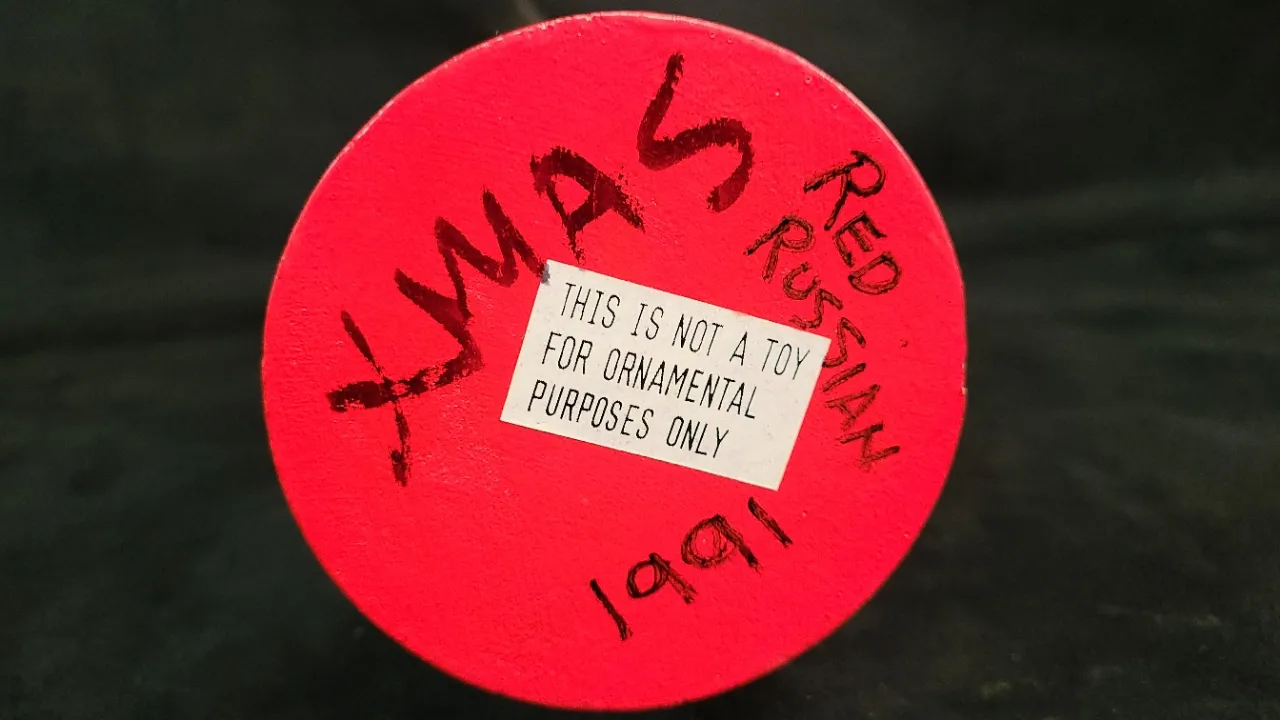 XMAS
RED
RUSSIAN
THIS IS NOT A TOY
FOR ORNAMENTAL
PURPOSES ONLY
1991